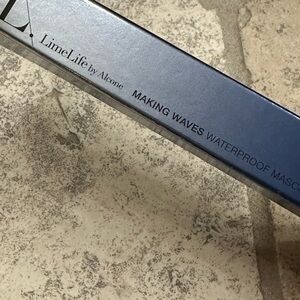 L.
LimeLife by Alcone
MAKING WAVES WATERPROOF MASC